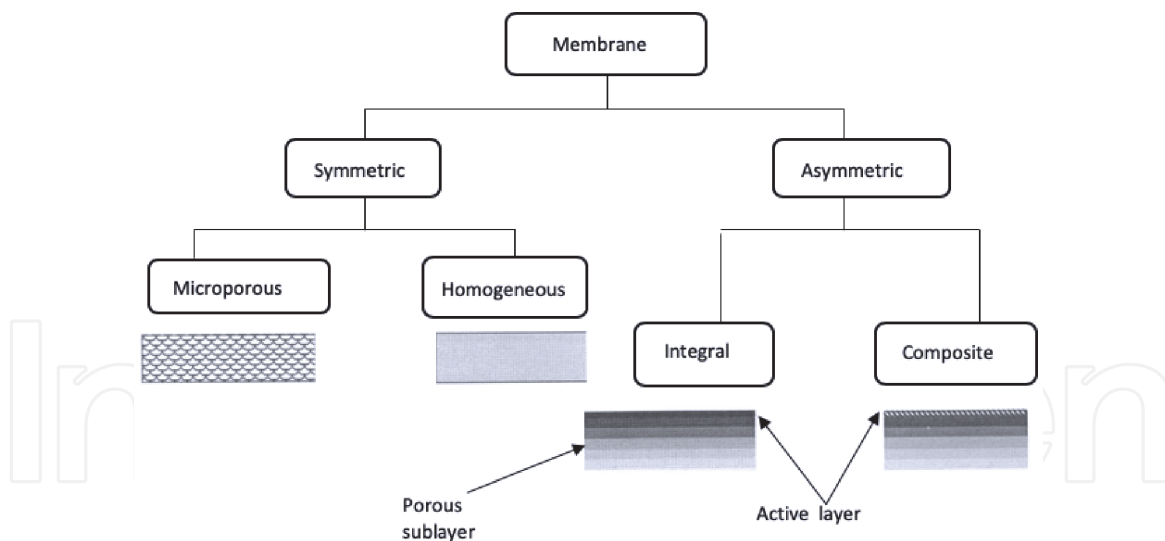 Membrane
Symmetric
Asymmetric
Microporous
Homogeneous
Integral
Composite
Porous
sublayer
Active layer